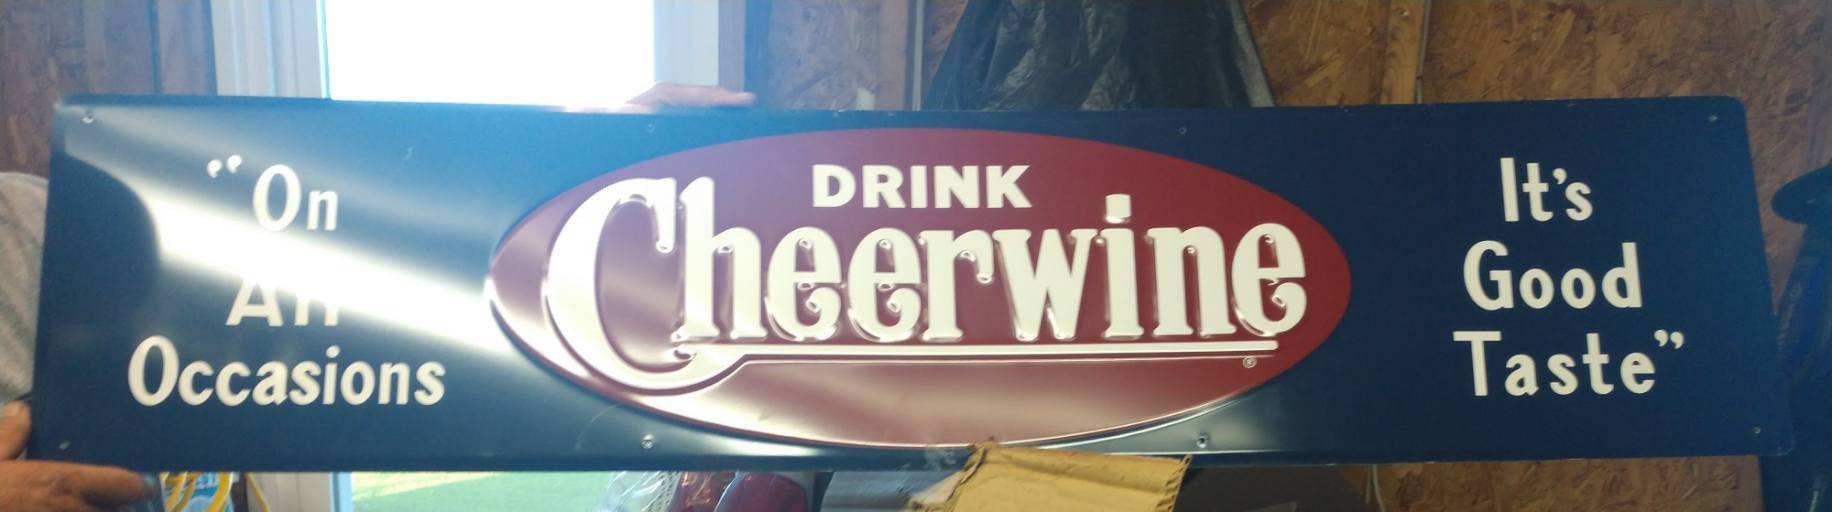 “On
All
Occasions
DRINK
Cheerwine
®
It's
Good
Taste”